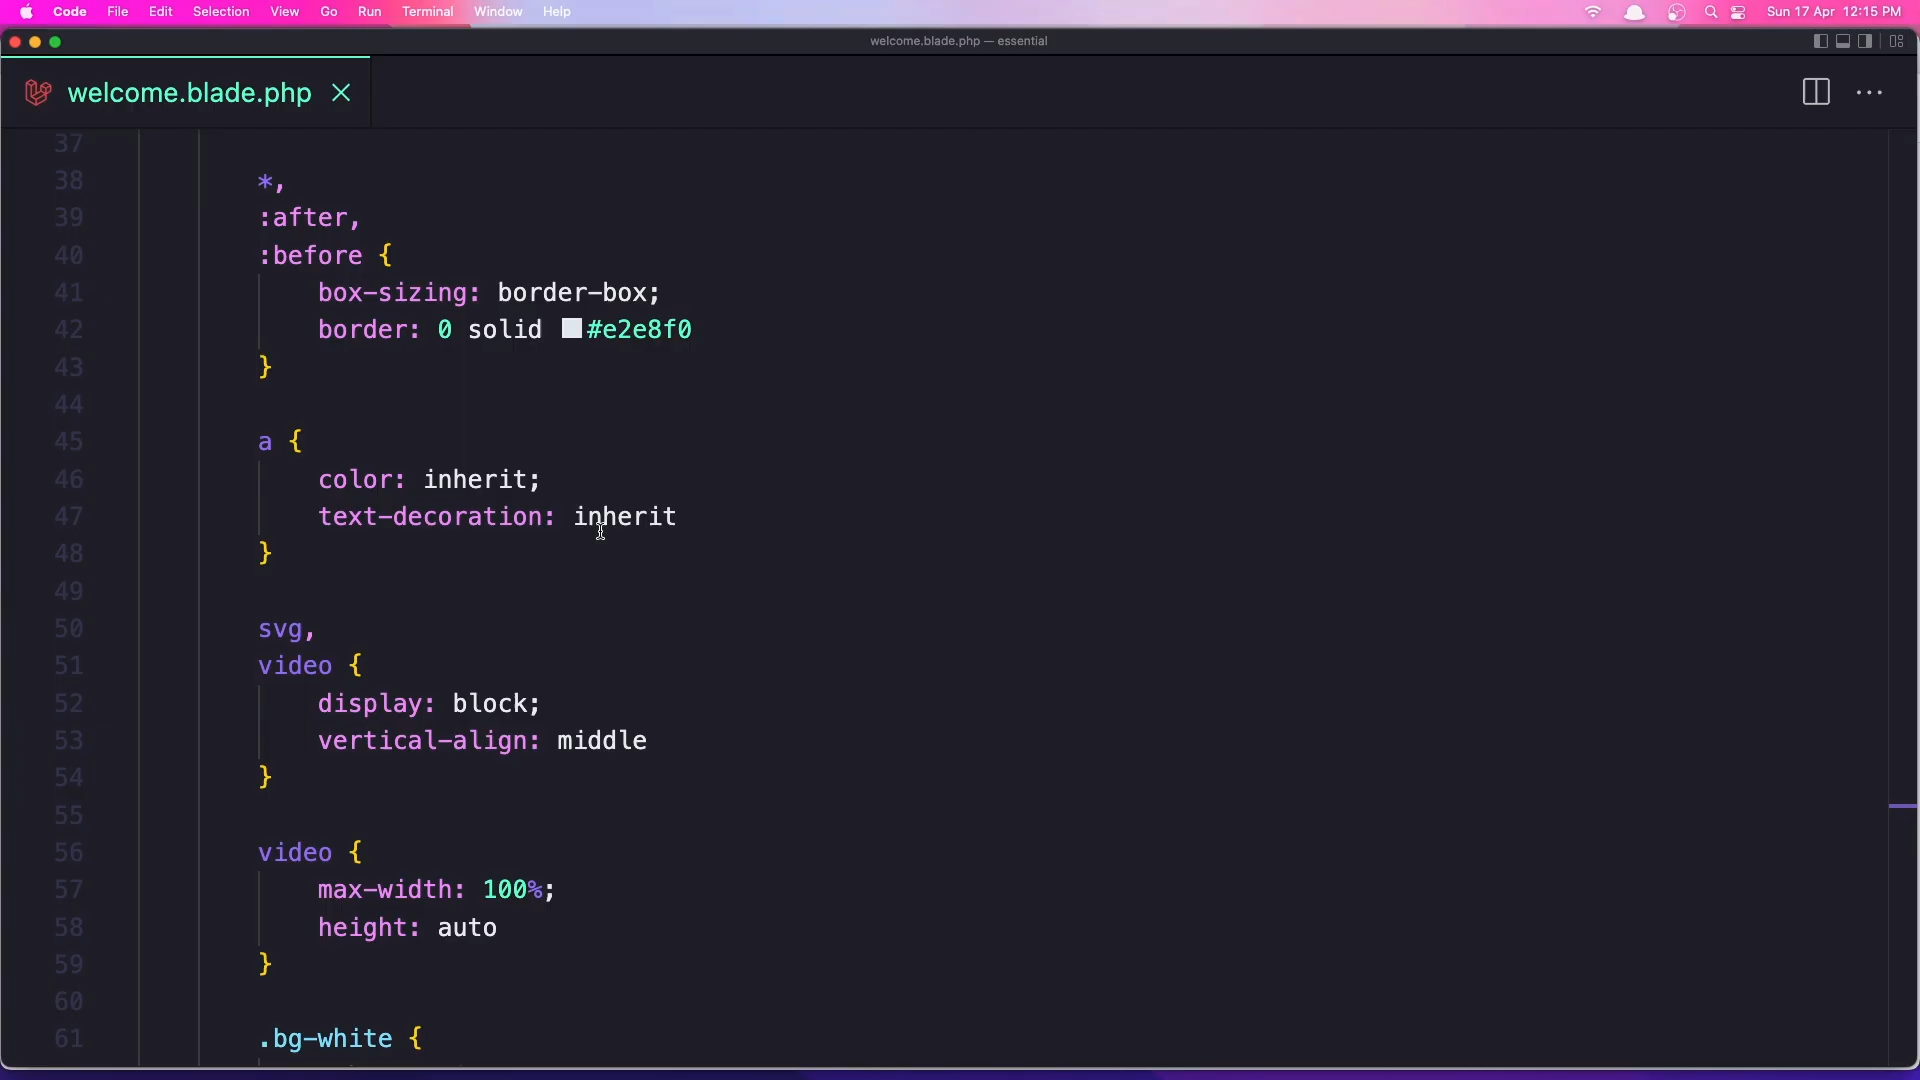 Code File Edit Selection View Go Run Terminal Window Help Sun 17 Apr 12:15 PM
welcome.blade.php — essential
welcome.blade.php
37
38 *,
39 :after,
40 :before {
41 box-sizing: border-box;
42 border: 0 solid #e2e8f0
43 }
44
45 a {
46 color: inherit;
47 text-decoration: inherit
48 }
49
50 svg,
51 video {
52 display: block;
53 vertical-align: middle
54 }
55
56 video {
57 max-width: 100%;
58 height: auto
59 }
60
61 .bg-white {